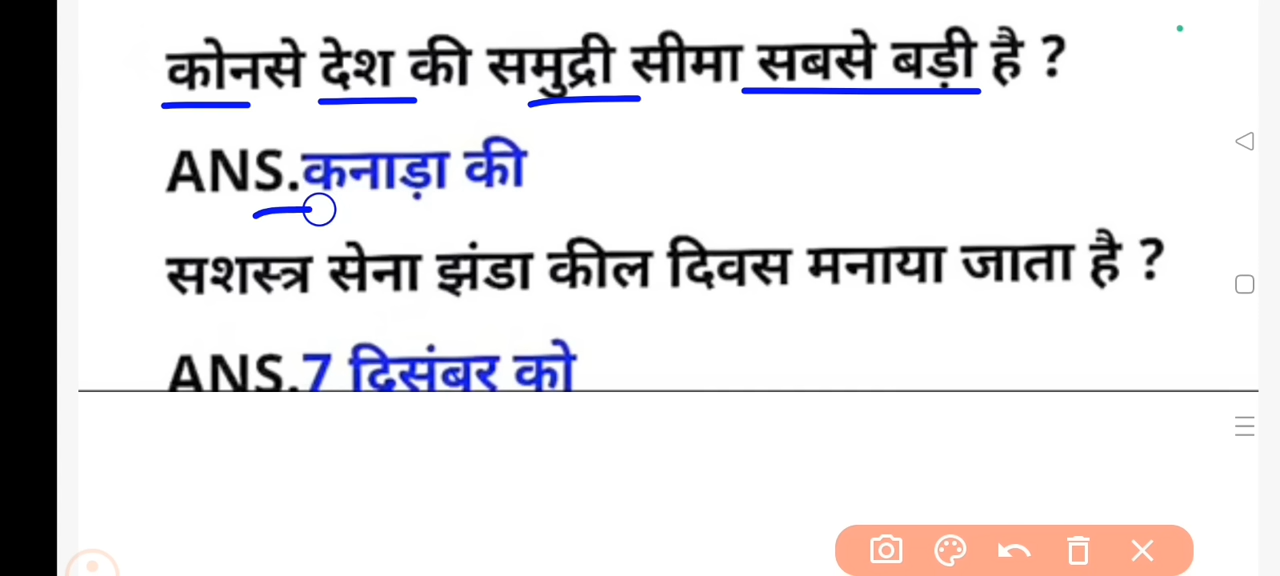 कोनसे देश की समुद्री सीमा सबसे बड़ी है ?
ANS.कनाड़ा की
सशस्त्र सेना झंडा कील दिवस मनाया जाता है ?
ANS.7 दिसंबर को